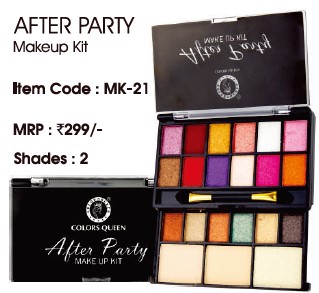 AFTER PARTY
Makeup Kit
Item Code : MK-21
MRP : ₹299/-
Shades : 2
After Party
MAKE UP KIT
COLORS QUEEN
After Party
MAKE UP KIT